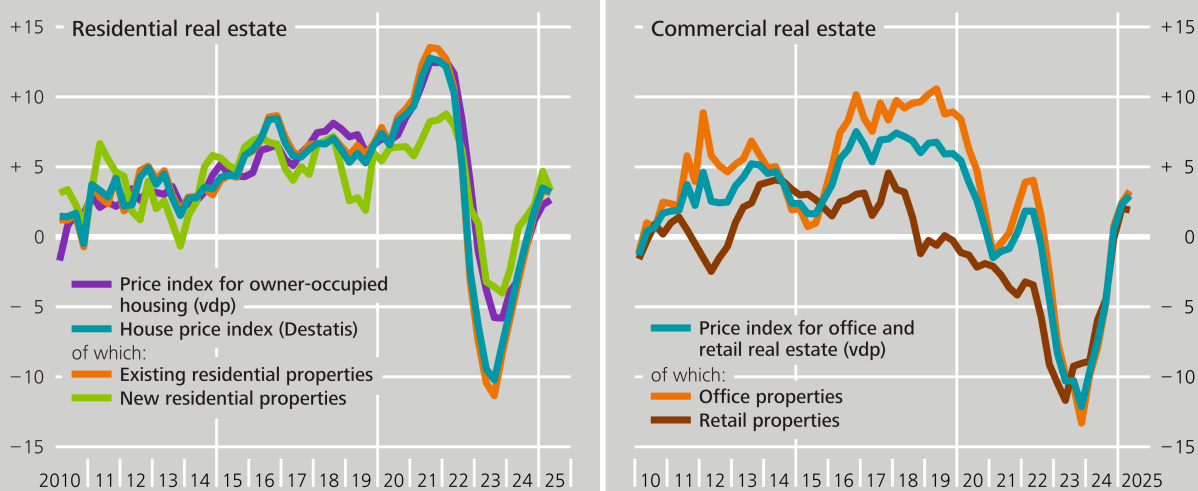 Residential real estate
+15
+10
+ 5
0
− 5
−10
−15
Price index for owner-occupied
housing (vdp)
House price index (Destatis)
of which:
Existing residential properties
New residential properties
2010 11 12 13 14 15 16 17 18 19 20 21 22 23 24 25
Commercial real estate
+15
+10
+ 5
0
− 5
−10
−15
Price index for office and
retail real estate (vdp)
of which:
Office properties
Retail properties
10 11 12 13 14 15 16 17 18 19 20 21 22 23 24 2025